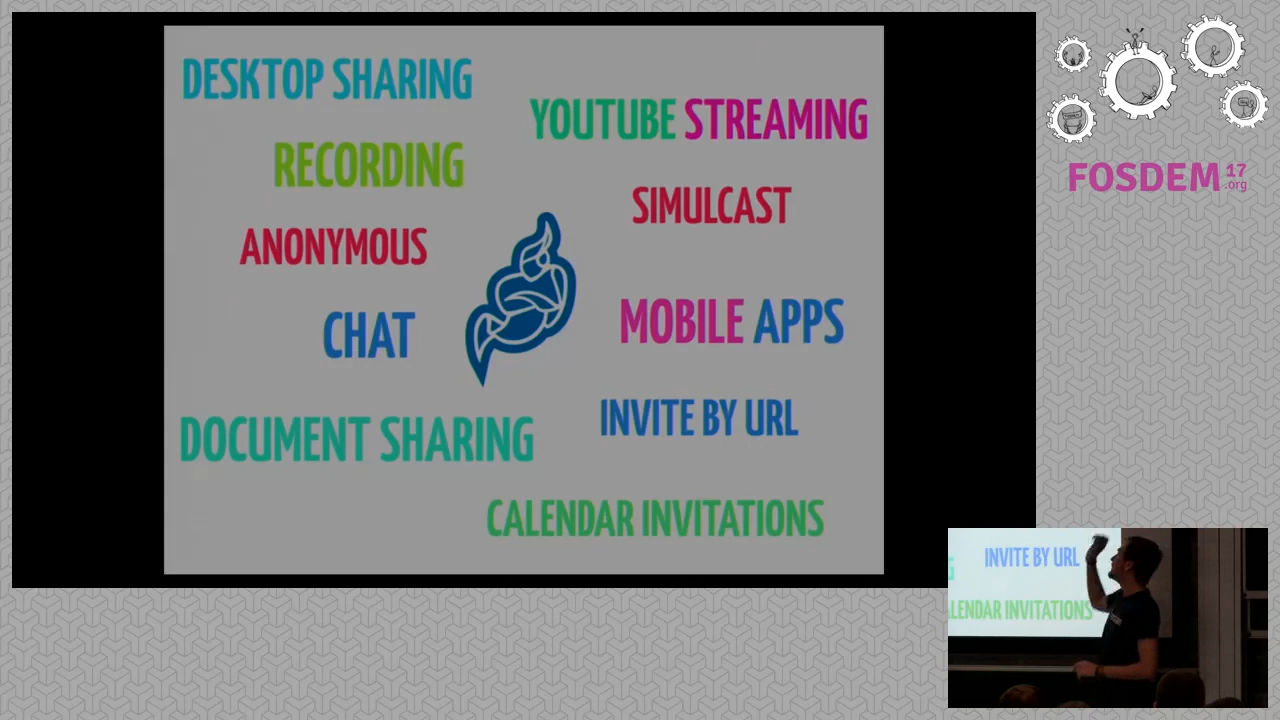 DESKTOP SHARING
YOUTUBE STREAMING
RECORDING
SIMULCAST
ANONYMOUS
CHAT
MOBILE APPS
INVITE BY URL
DOCUMENT SHARING
CALENDAR INVITATIONS
FOSDEM 17
.org
INVITE BY URL
ALENDAR INVITATIONS